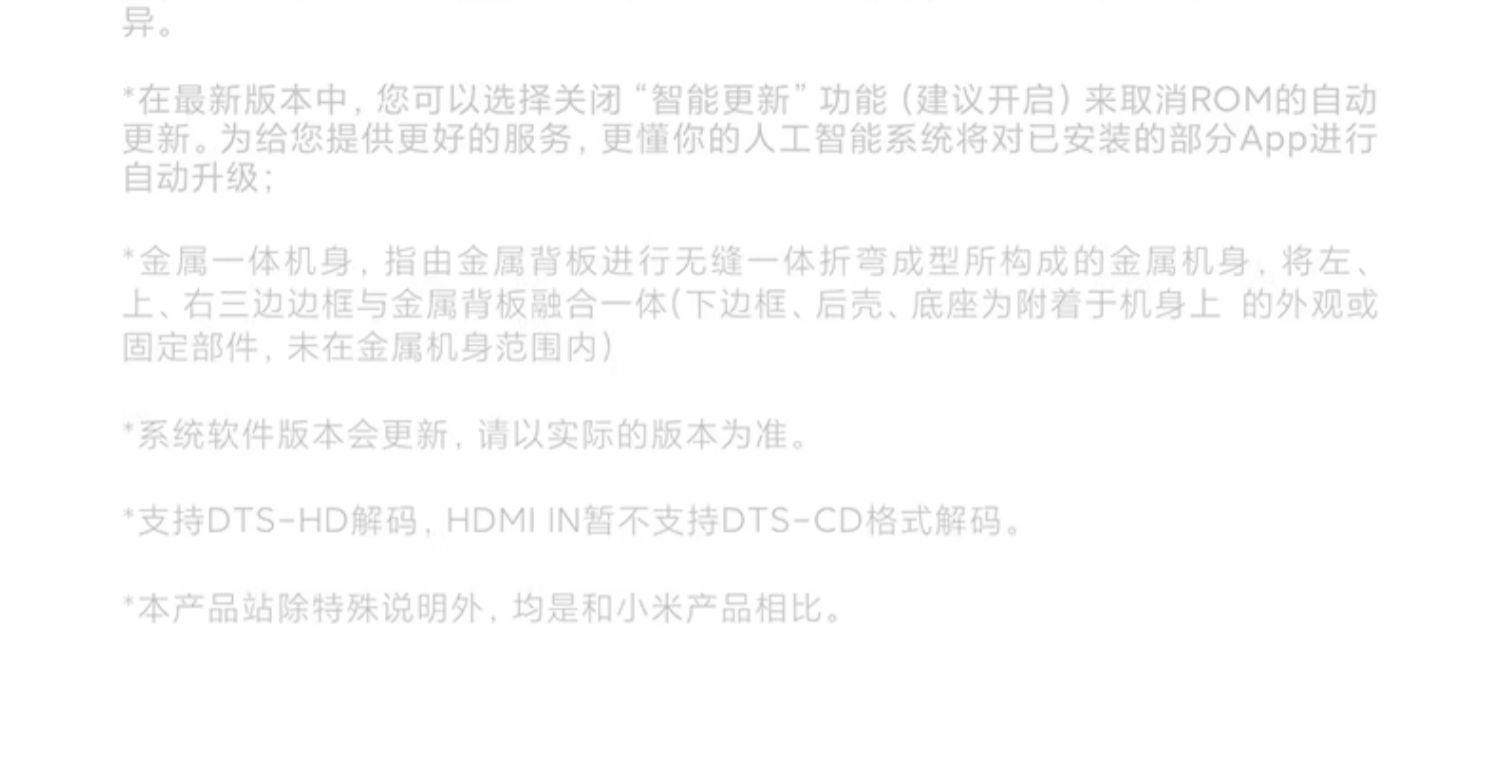 异。
*在最新版本中，您可以选择关闭“智能更新”功能（建议开启）来取消ROM的自动
更新。为给您提供更好的服务，更懂你的人工智能系统将对已安装的部分App进行
自动升级；
*金属一体机身，指由金属背板进行无缝一体折弯成型所构成的金属机身，将左、
上、右三边边框与金属背板融合一体(下边框、后壳、底座为附着于机身上 的外观或
固定部件，未在金属机身范围内）
*系统软件版本会更新，请以实际的版本为准。
*支持DTS-HD解码，HDMI IN暂不支持DTS-CD格式解码。
*本产品站除特殊说明外，均是和小米产品相比。